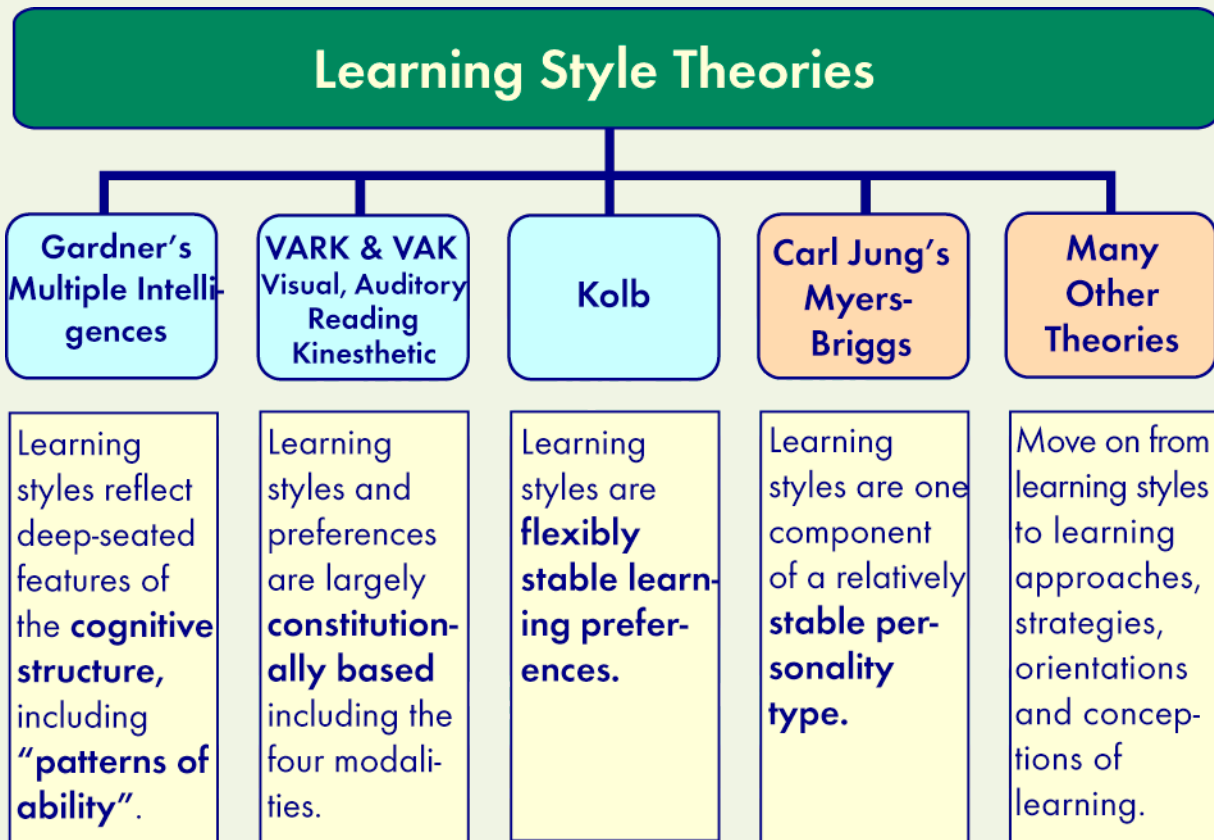 Learning Style Theories
Gardner's
Multiple Intelli-
gences
VARK & VAK
Visual, Auditory
Reading
Kinesthetic
Kolb
Carl Jung's
Myers-
Briggs
Many
Other
Theories
Learning
styles reflect
deep-seated
features of
the cognitive
structure,
including
“patterns of
ability”.
Learning
styles and
preferences
are largely
constitution-
ally based
including the
four modali-
ties.
Learning
styles are
flexibly
stable learn-
ing prefer-
ences.
Learning
styles are one
component
of a relatively
stable per-
sonality
type.
Move on from
learning styles
to learning
approaches,
strategies,
orientations
and concep-
tions of
learning.